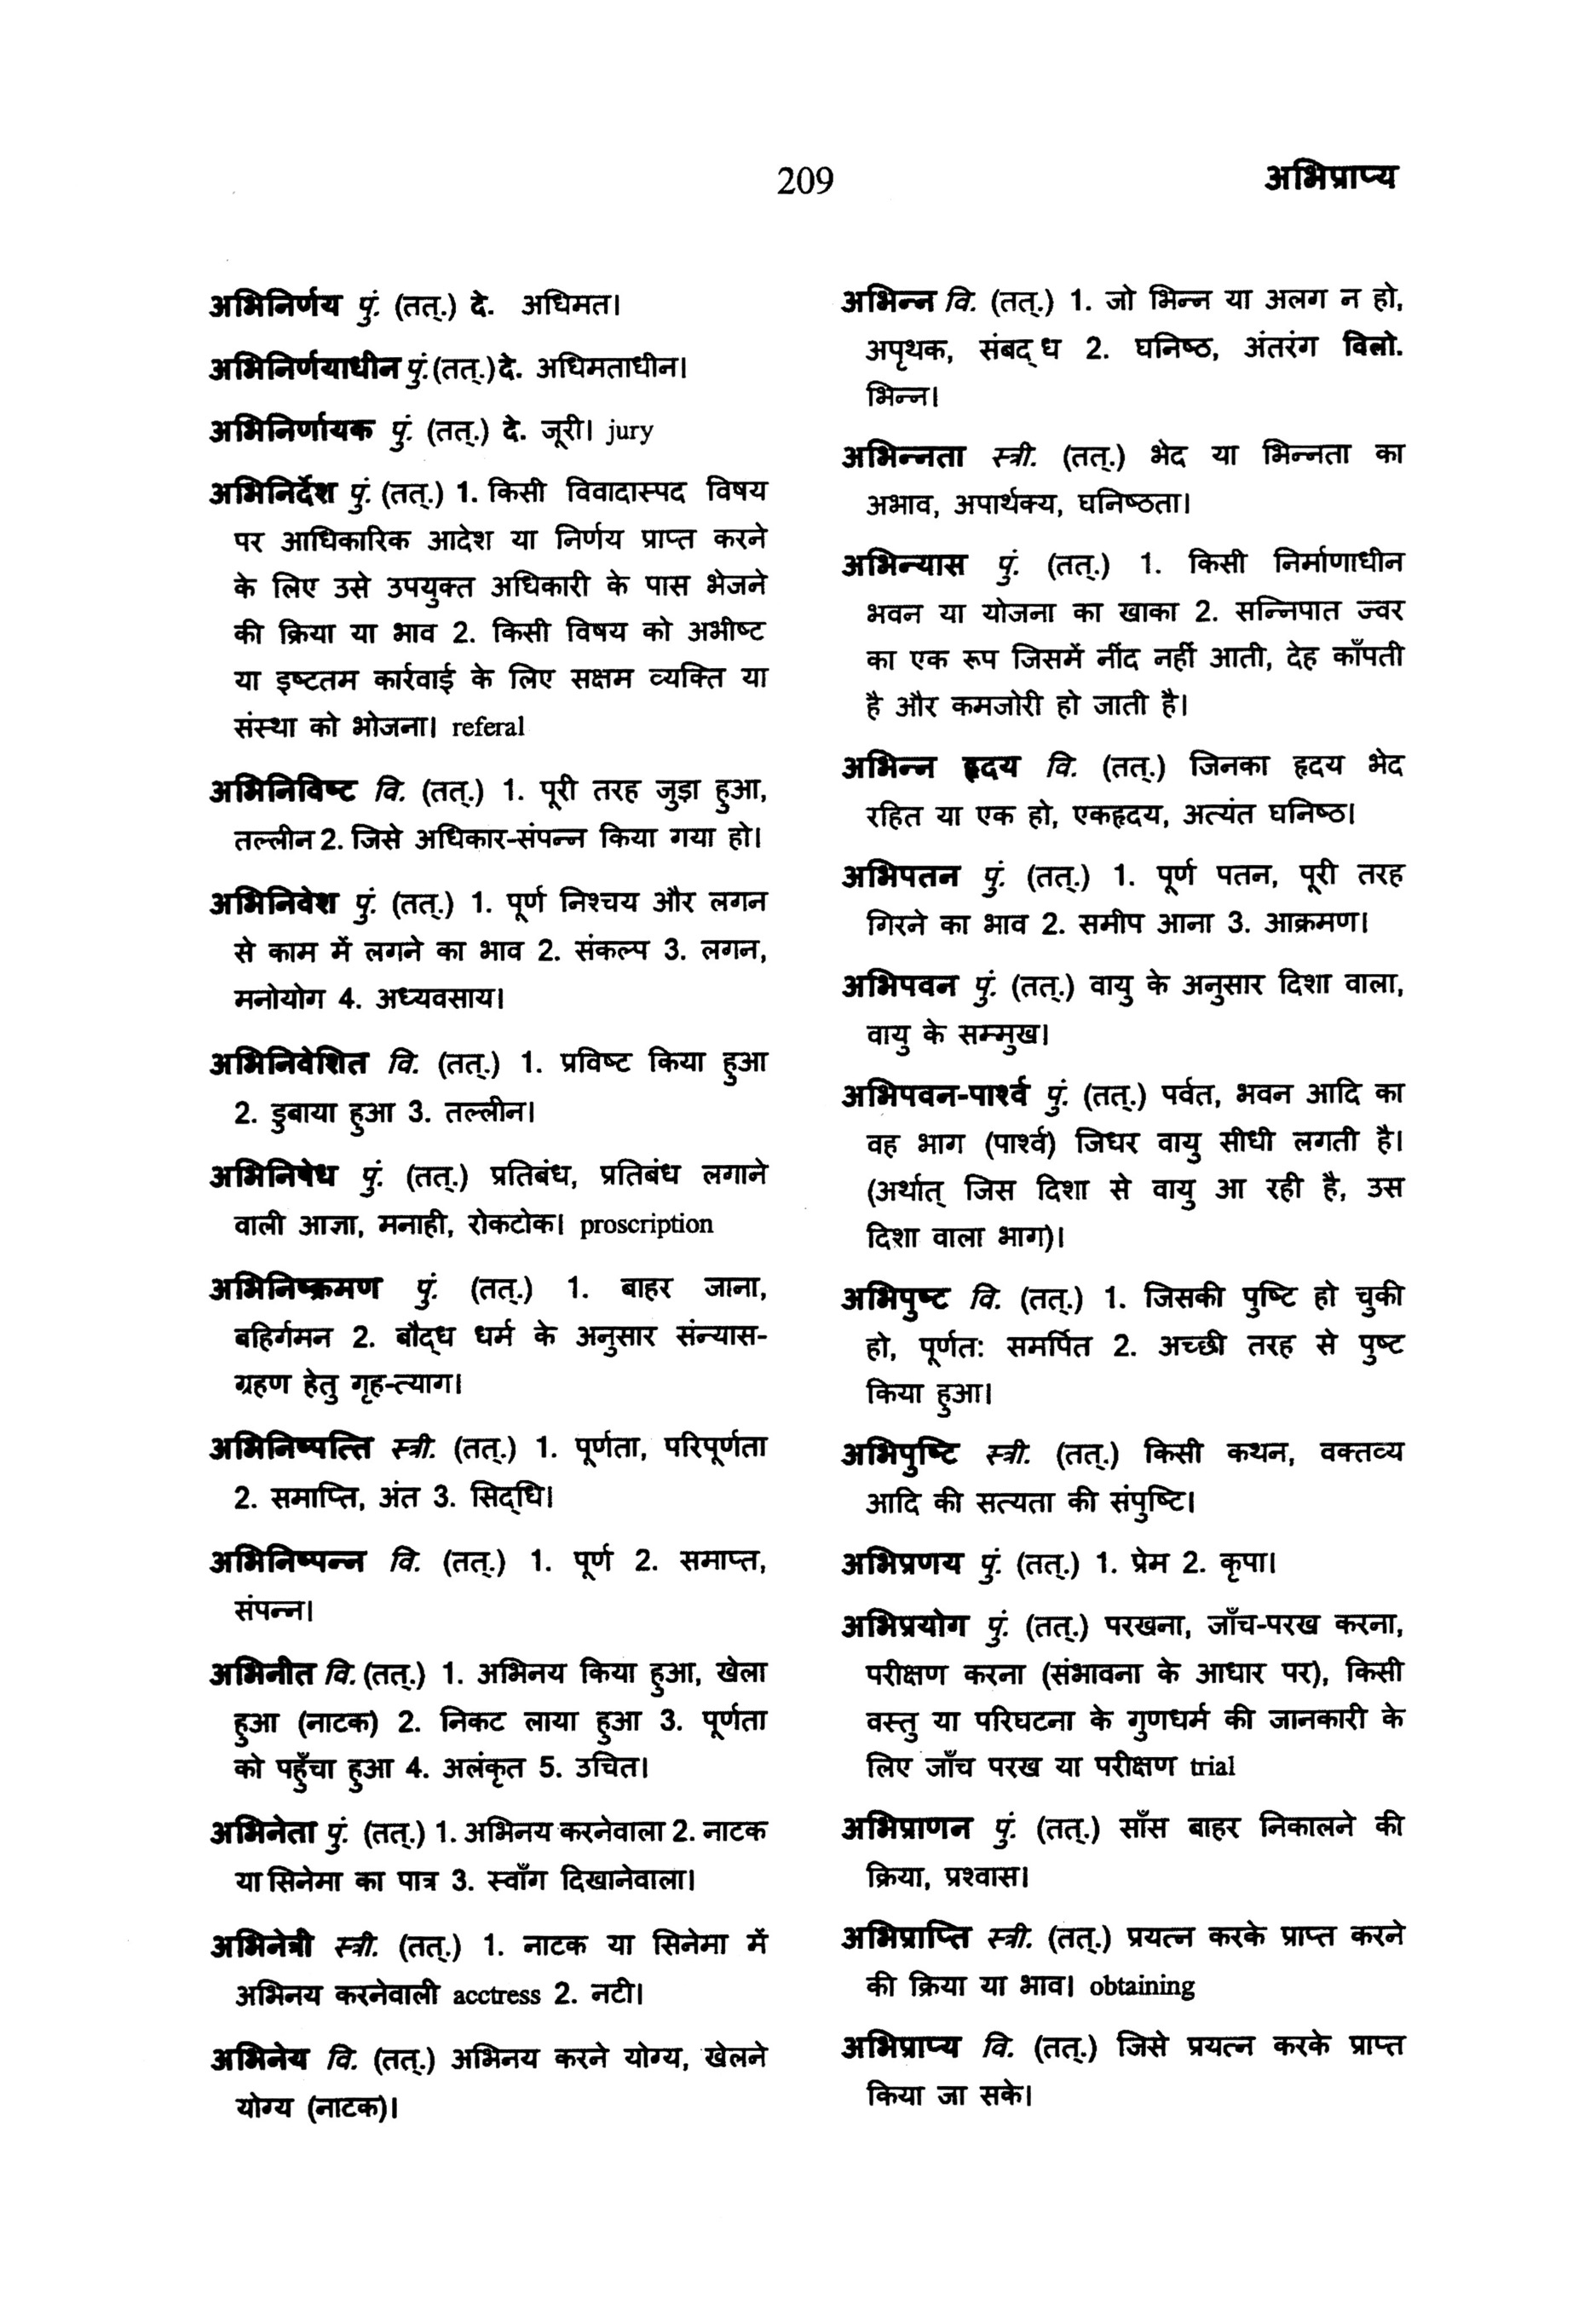 209
अभिप्राप्य
अभिनिर्णय पुं. (तत्.) दे. अधिमत।
अभिनिर्णयाधीन पुं.(तत्.)दे. अधिमताधीन।
अभिनिर्णायक पुं. (तत्.) दे. जूरी। jury
अभिनिर्देश पुं. (तत्.) 1. किसी विवादास्पद विषय
पर आधिकारिक आदेश या निर्णय प्राप्त करने
के लिए उसे उपयुक्त अधिकारी के पास भेजने
की क्रिया या भाव 2. किसी विषय को अभीष्ट
या इष्टतम कार्रवाई के लिए सक्षम व्यक्ति या
संस्था को भोजना। referal
अभिनिविष्ट वि. (तत्.) 1. पूरी तरह जुड़ा हुआ,
तल्लीन 2. जिसे अधिकार-संपन्न किया गया हो।
अभिनिवेश पुं. (तत्.) 1. पूर्ण निश्चय और लगन
से काम में लगने का भाव 2. संकल्प 3. लगन,
मनोयोग 4. अध्यवसाय।
अभिनिवेशित वि. (तत्.) 1. प्रविष्ट किया हुआ
2. डुबाया हुआ 3. तल्लीन।
अभिनिषेध पुं. (तत्.) प्रतिबंध, प्रतिबंध लगाने
वाली आज्ञा, मनाही, रोकटोक। proscription
अभिनिष्क्रमण पुं. (तत्.) 1. बाहर जाना,
बहिर्गमन 2. बौद्ध धर्म के अनुसार संन्यास-
ग्रहण हेतु गृह-त्याग।
अभिनिष्पत्ति स्त्री. (तत्.) 1. पूर्णता, परिपूर्णता
2. समाप्ति, अंत 3. सिद्धि।
अभिनिष्पन्न वि. (तत्.) 1. पूर्ण 2. समाप्त,
संपन्न।
अभिनीत वि. (तत्.) 1. अभिनय किया हुआ, खेला
हुआ (नाटक) 2. निकट लाया हुआ 3. पूर्णता
को पहुँचा हुआ 4. अलंकृत 5. उचित।
अभिनेता पुं. (तत्.) 1. अभिनय करनेवाला 2. नाटक
या सिनेमा का पात्र 3. स्वाँग दिखानेवाला।
अभिनेत्री स्त्री. (तत्.) 1. नाटक या सिनेमा में
अभिनय करनेवाली acctress 2. नटी।
अभिनेय वि. (तत्.) अभिनय करने योग्य, खेलने
योग्य (नाटक)।
अभिन्न वि. (तत्.) 1. जो भिन्न या अलग न हो,
अपृथक, संबद्ध 2. घनिष्ठ, अंतरंग विलो.
भिन्न।
अभिन्नता स्त्री. (तत्.) भेद या भिन्नता का
अभाव, अपार्थक्य, घनिष्ठता।
अभिन्यास पुं. (तत्.) 1. किसी निर्माणाधीन
भवन या योजना का खाका 2. सन्निपात ज्वर
का एक रूप जिसमें नींद नहीं आती, देह काँपती
है और कमजोरी हो जाती है।
अभिन्न हृदय वि. (तत्.) जिनका हृदय भेद
रहित या एक हो, एकहृदय, अत्यंत घनिष्ठ।
अभिपतन पुं. (तत्.) 1. पूर्ण पतन, पूरी तरह
गिरने का भाव 2. समीप आना 3. आक्रमण।
अभिपवन पुं. (तत्.) वायु के अनुसार दिशा वाला,
वायु के सम्मुख।
अभिपवन-पार्श्व पुं. (तत्.) पर्वत, भवन आदि का
वह भाग (पार्श्व) जिधर वायु सीधी लगती है।
(अर्थात् जिस दिशा से वायु आ रही है, उस
दिशा वाला भाग)।
अभिपुष्ट वि. (तत्.) 1. जिसकी पुष्टि हो चुकी
हो, पूर्णत: समर्पित 2. अच्छी तरह से पुष्ट
किया हुआ।
अभिपुष्टि स्त्री. (तत्.) किसी कथन, वक्तव्य
आदि की सत्यता की संपुष्टि।
अभिप्रणय पुं. (तत्.) 1. प्रेम 2. कृपा।
अभिप्रयोग पुं. (तत्.) परखना, जाँच-परख करना,
परीक्षण करना (संभावना के आधार पर), किसी
वस्तु या परिघटना के गुणधर्म की जानकारी के
लिए जाँच परख या परीक्षण trial
अभिप्राणन पुं. (तत्.) साँस बाहर निकालने की
क्रिया, प्रश्वास।
अभिप्राप्ति स्त्री. (तत्.) प्रयत्न करके प्राप्त करने
की क्रिया या भाव। obtaining
अभिप्राप्य वि. (तत्.) जिसे प्रयत्न करके प्राप्त
किया जा सके।